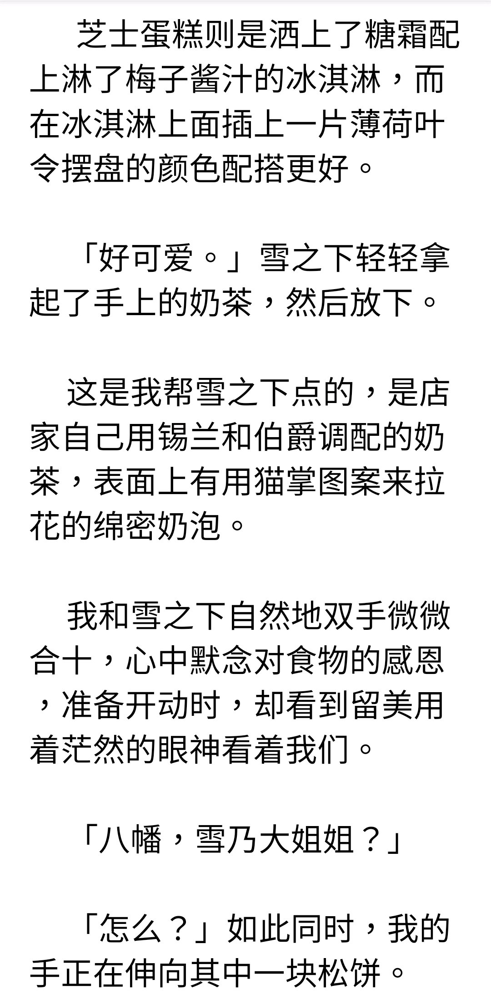 芝士蛋糕则是洒上了糖霜配
上淋了梅子酱汁的冰淇淋，而
在冰淇淋上面插上一片薄荷叶
令摆盘的颜色配搭更好。
「好可爱。」雪之下轻轻拿
起了手上的奶茶，然后放下。
这是我帮雪之下点的，是店
家自己用锡兰和伯爵调配的奶
茶，表面上有用猫掌图案来拉
花的绵密奶泡。
我和雪之下自然地双手微微
合十，心中默念对食物的感恩
，准备开动时，却看到留美用
着茫然的眼神看着我们。
「八幡，雪乃大姐姐？」
「怎么？」如此同时，我的
手正在伸向其中一块松饼。